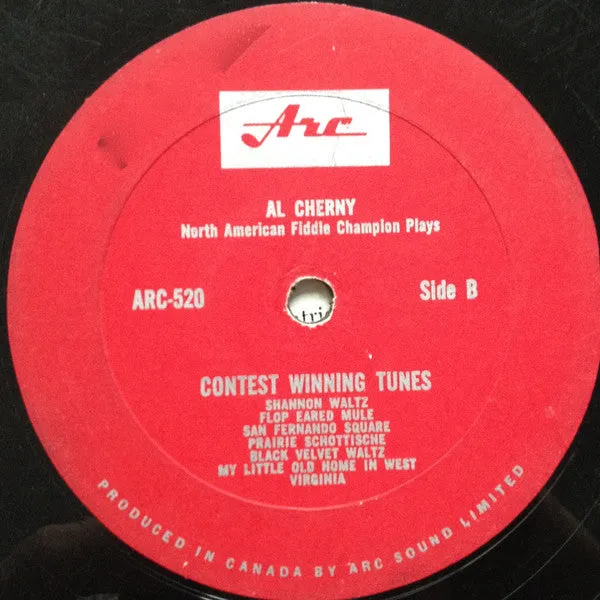 Arc
AL CHERNY
North American Fiddle Champion Plays
ARC-520
Side B
tri
CONTEST WINNING TUNES
SHANNON WALTZ
FLOP EARED MULE
SAN FERNANDO SQUARE
PRAIRIE SCHOTTISCHE
BLACK VELVET WALTZ
MY LITTLE OLD HOME IN WEST
VIRGINIA
PRODUCED IN CANADA BY ARC SOUND LIMITED